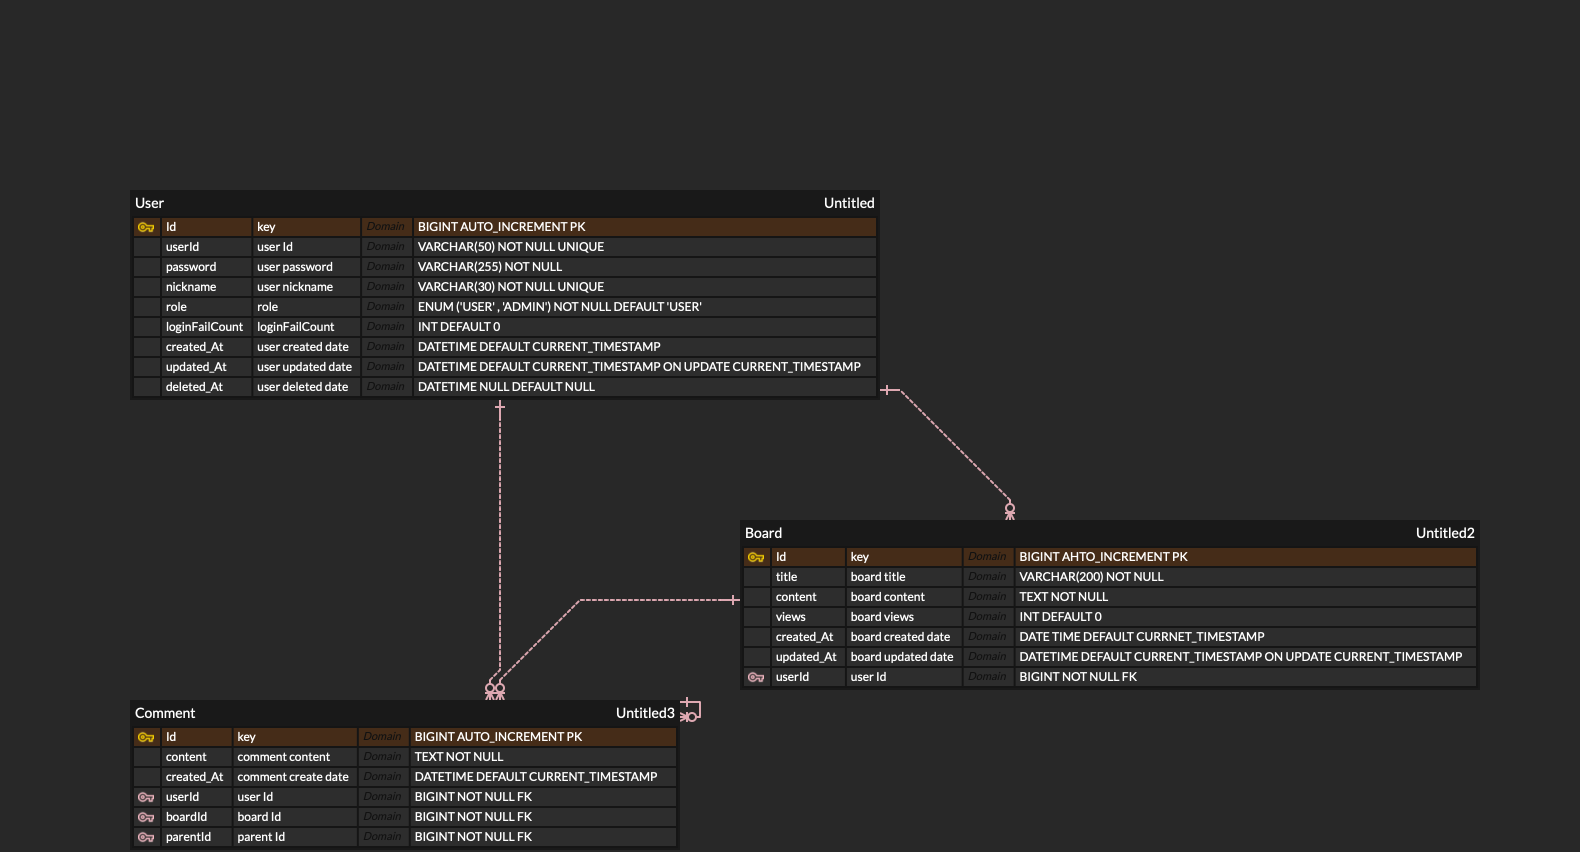 User Untitled
Id key Domain BIGINT AUTO_INCREMENT PK
userId user Id Domain VARCHAR(50) NOT NULL UNIQUE
password user password Domain VARCHAR(255) NOT NULL
nickname user nickname Domain VARCHAR(30) NOT NULL UNIQUE
role role Domain ENUM ('USER' , 'ADMIN') NOT NULL DEFAULT 'USER'
loginFailCount loginFailCount Domain INT DEFAULT 0
created_At user created date Domain DATETIME DEFAULT CURRENT_TIMESTAMP
updated_At user updated date Domain DATETIME DEFAULT CURRENT_TIMESTAMP ON UPDATE CURRENT_TIMESTAMP
deleted_At user deleted date Domain DATETIME NULL DEFAULT NULL
Board Untitled2
Id key Domain BIGINT AHTO_INCREMENT PK
title board title Domain VARCHAR(200) NOT NULL
content board content Domain TEXT NOT NULL
views board views Domain INT DEFAULT 0
created_At board created date Domain DATE TIME DEFAULT CURRNET_TIMESTAMP
updated_At board updated date Domain DATETIME DEFAULT CURRENT_TIMESTAMP ON UPDATE CURRENT_TIMESTAMP
userId user Id Domain BIGINT NOT NULL FK
Comment Untitled3
Id key Domain BIGINT AUTO_INCREMENT PK
content comment content Domain TEXT NOT NULL
created_At comment create date Domain DATETIME DEFAULT CURRENT_TIMESTAMP
userId user Id Domain BIGINT NOT NULL FK
boardId board Id Domain BIGINT NOT NULL FK
parentId parent Id Domain BIGINT NOT NULL FK